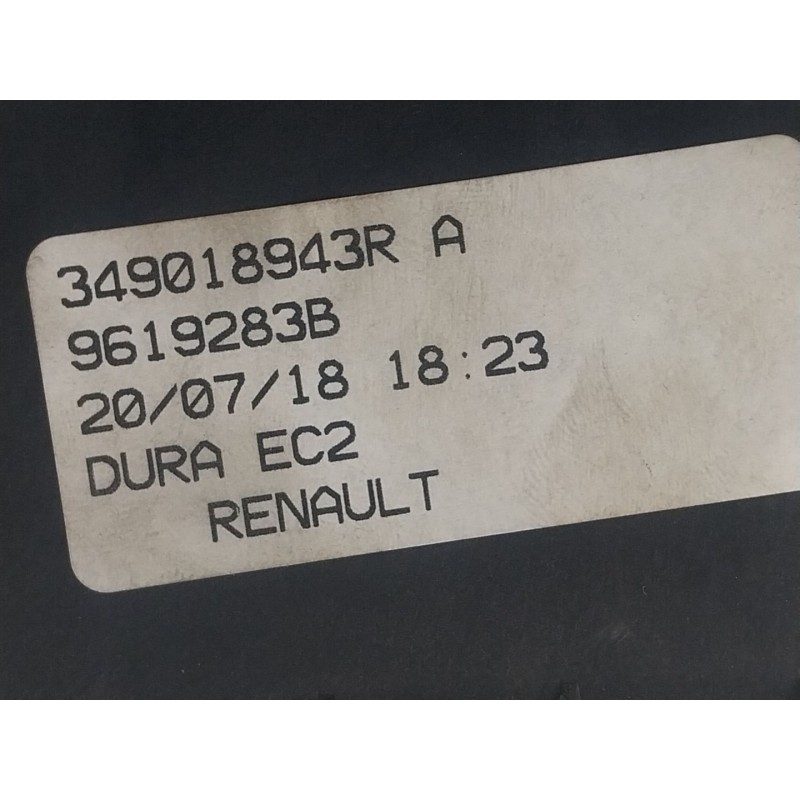 349018943R A
9619283B
20/07/18 18:23
DURA EC2
RENAULT